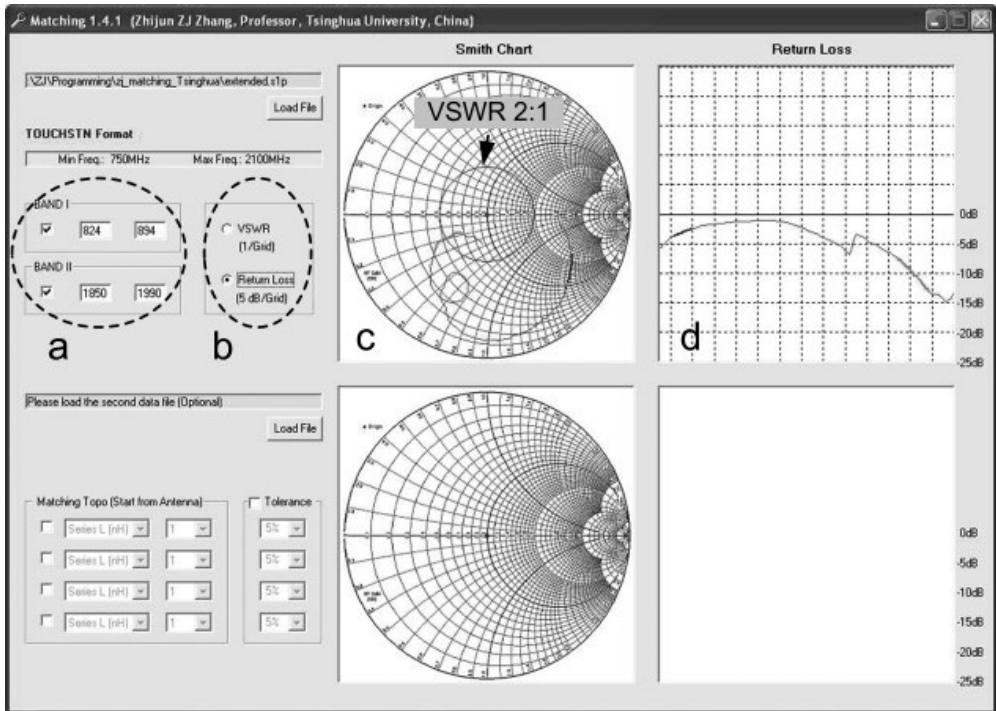 Matching 1.4.1 (Zhijun ZJ Zhang, Professor, Tsinghua University, China)
Smith Chart
Return Loss
:\ZJ\Programming\zj_matching_Tsinghua\extended.s1p
Load File
TOUCHSTN Format
Min Freq.: 750MHz Max Freq.: 2100MHz
BAND I
824 894
BAND II
1850 1990
a
VSWR
(1/Grid)
Return Loss
(5 dB/Grid)
b
VSWR 2:1
c
d
0dB
-5dB
-10dB
-15dB
-20dB
-25dB
Please load the second data file (Optional)
Load File
Matching Topo (Start from Antenna)
Tolerance
Series L (nH) 1 5%
Series L (nH) 1 5%
Series L (nH) 1 5%
Series L (nH) 1 5%
0dB
-5dB
-10dB
-15dB
-20dB
-25dB